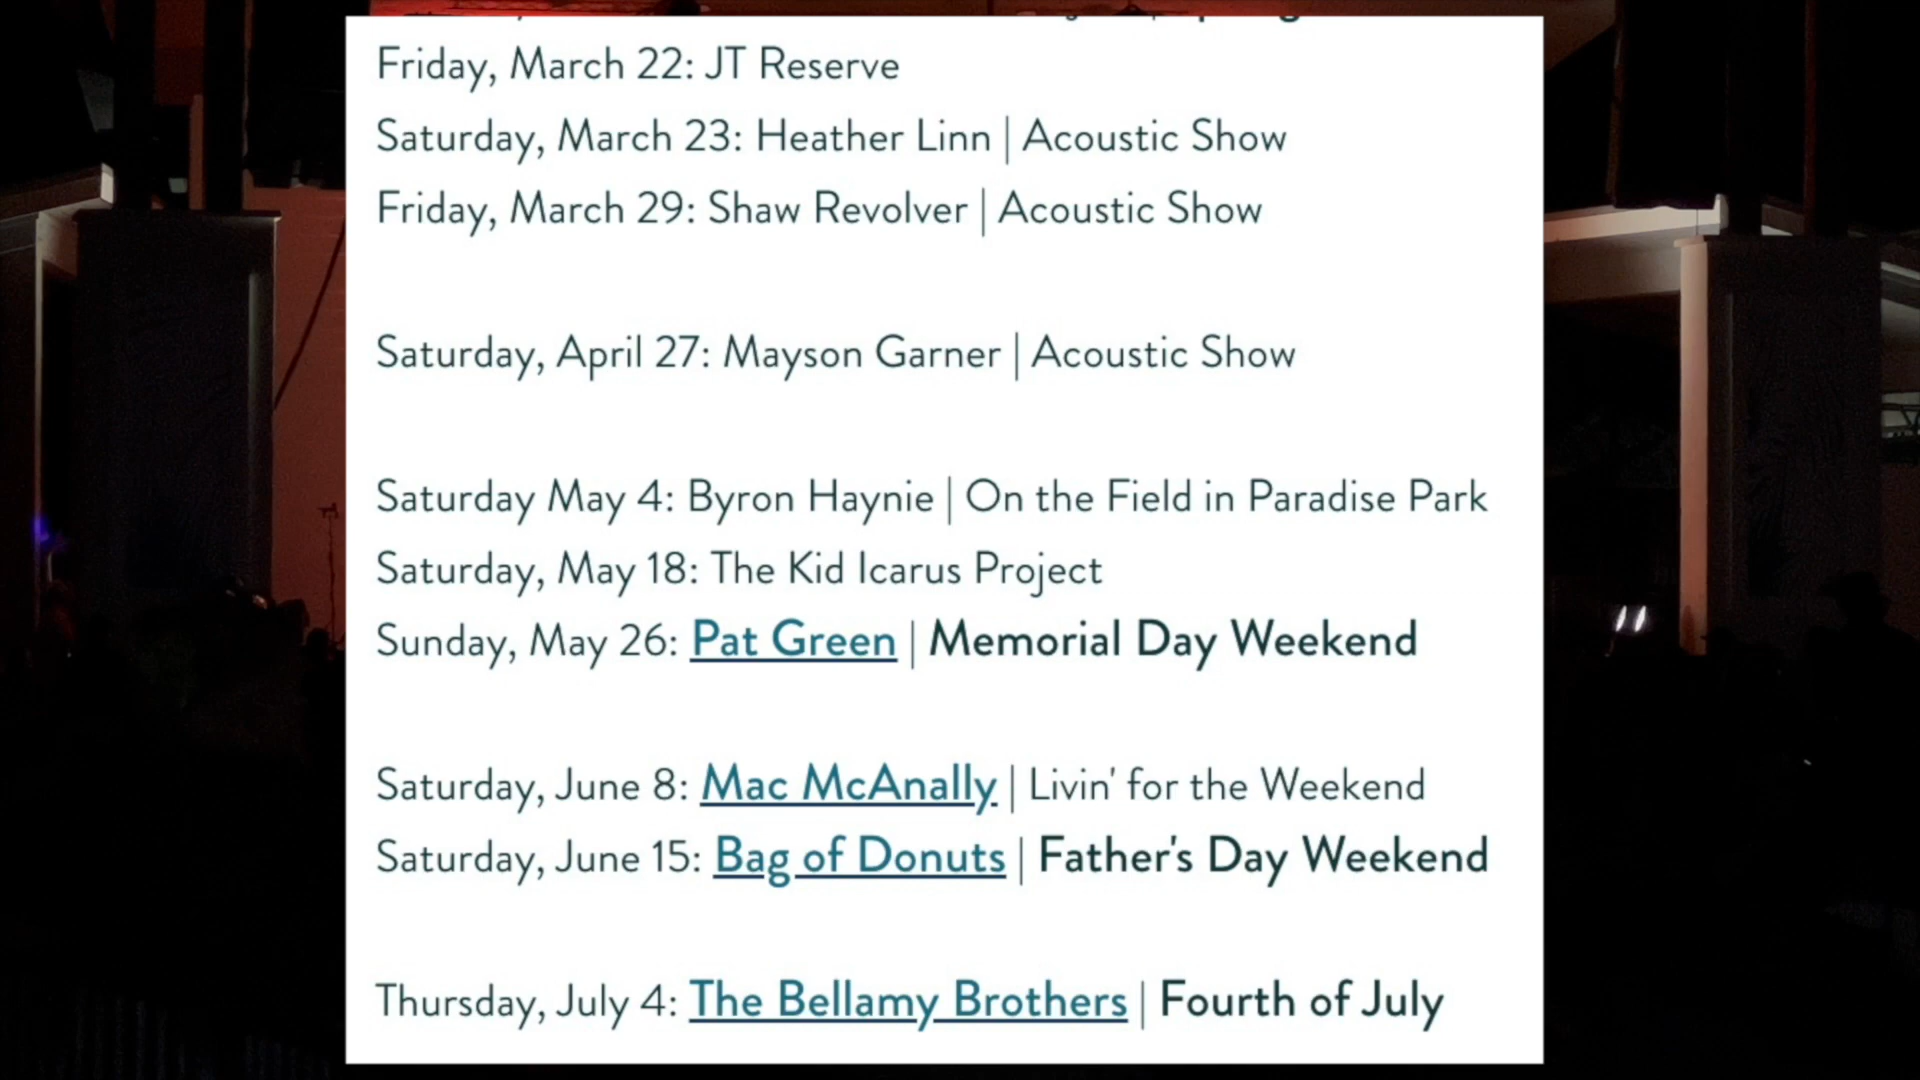 Friday, March 22: JT Reserve
Saturday, March 23: Heather Linn | Acoustic Show
Friday, March 29: Shaw Revolver | Acoustic Show
Saturday, April 27: Mayson Garner | Acoustic Show
Saturday May 4: Byron Haynie | On the Field in Paradise Park
Saturday, May 18: The Kid Icarus Project
Sunday, May 26: Pat Green | Memorial Day Weekend
Saturday, June 8: Mac McAnally | Livin' for the Weekend
Saturday, June 15: Bag of Donuts | Father's Day Weekend
Thursday, July 4: The Bellamy Brothers | Fourth of July